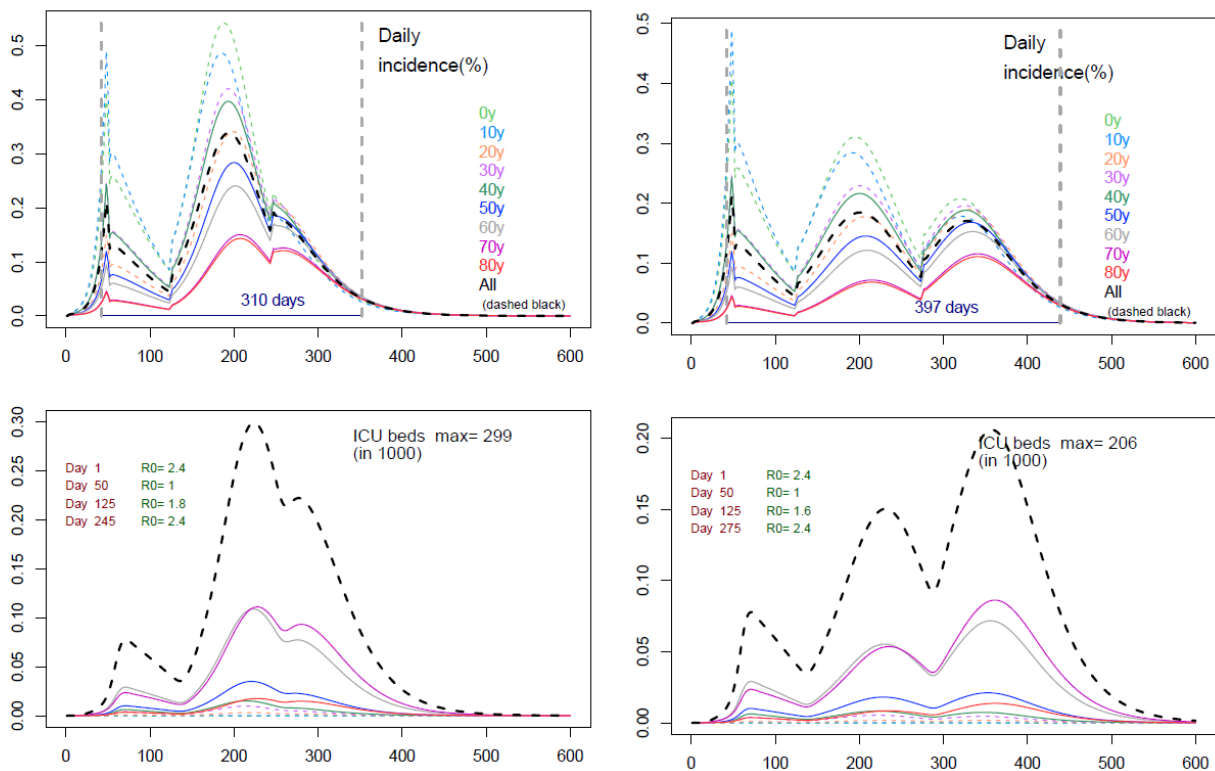 0.0 0.1 0.2 0.3 0.4 0.5
Daily
incidence(%)
0y
10y
20y
30y
40y
50y
60y
70y
80y
All
(dashed black)
310 days
0 100 200 300 400 500 600
0.0 0.1 0.2 0.3 0.4 0.5
Daily
incidence(%)
0y
10y
20y
30y
40y
50y
60y
70y
80y
All
(dashed black)
397 days
0 100 200 300 400 500 600
0.00 0.05 0.10 0.15 0.20 0.25 0.30
ICU beds max= 299
(in 1000)
Day 1 R0= 2.4
Day 50 R0= 1
Day 125 R0= 1.8
Day 245 R0= 2.4
0 100 200 300 400 500 600
0.00 0.05 0.10 0.15 0.20
ICU beds max= 206
(in 1000)
Day 1 R0= 2.4
Day 50 R0= 1
Day 125 R0= 1.6
Day 275 R0= 2.4
0 100 200 300 400 500 600